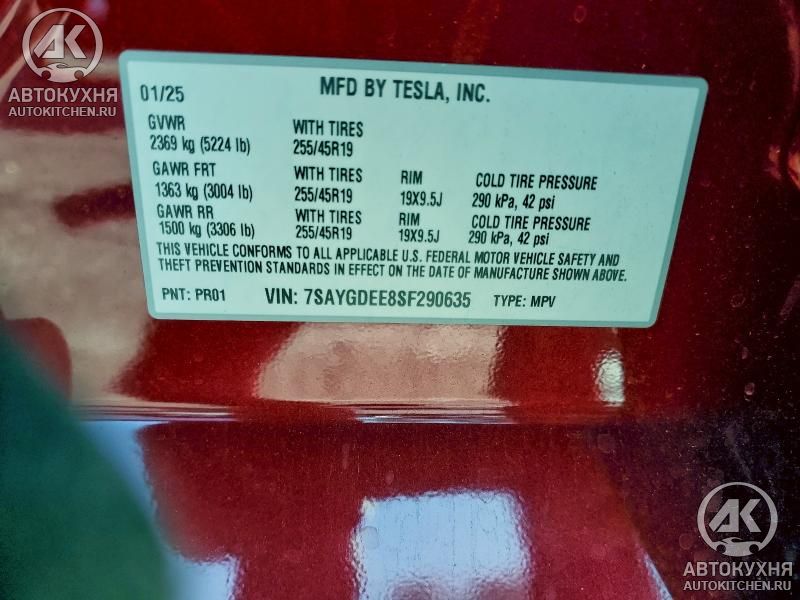 АК
АВТОКУХНЯ
AUTOKITCHEN.RU
01/25 MFD BY TESLA, INC.
GVWR
2369 kg (5224 lb) WITH TIRES 255/45R19
GAWR FRT
1363 kg (3004 lb) WITH TIRES 255/45R19 RIM 19X9.5J COLD TIRE PRESSURE 290 kPa, 42 psi
GAWR RR
1500 kg (3306 lb) WITH TIRES 255/45R19 RIM 19X9.5J COLD TIRE PRESSURE 290 kPa, 42 psi
THIS VEHICLE CONFORMS TO ALL APPLICABLE U.S. FEDERAL MOTOR VEHICLE SAFETY AND
THEFT PREVENTION STANDARDS IN EFFECT ON THE DATE OF MANUFACTURE SHOWN ABOVE.
PNT: PR01 VIN: 7SAYGDEE8SF290635 TYPE: MPV
АК
АВТОКУХНЯ
AUTOKITCHEN.RU